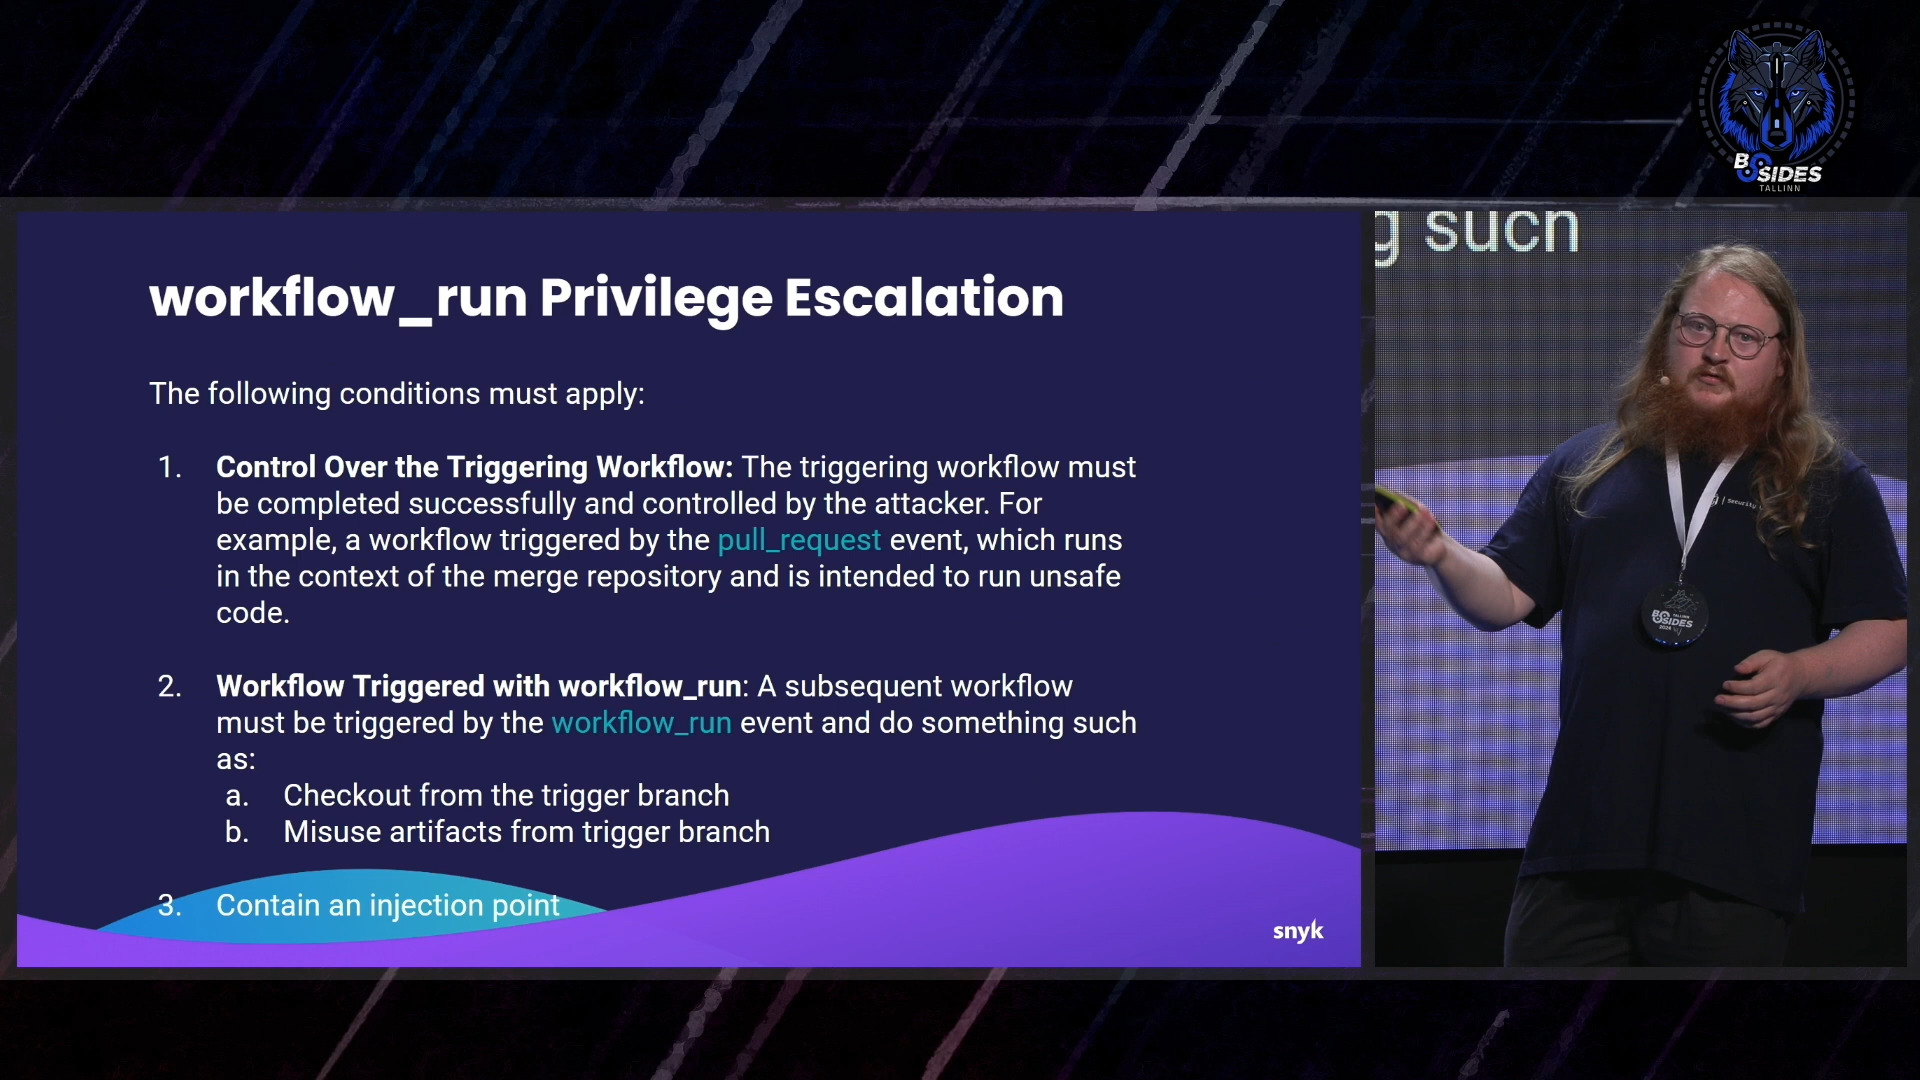 BSIDES
TALLINN
workflow_run Privilege Escalation
The following conditions must apply:
1. Control Over the Triggering Workflow: The triggering workflow must
be completed successfully and controlled by the attacker. For
example, a workflow triggered by the pull_request event, which runs
in the context of the merge repository and is intended to run unsafe
code.
2. Workflow Triggered with workflow_run: A subsequent workflow
must be triggered by the workflow_run event and do something such
as:
a. Checkout from the trigger branch
b. Misuse artifacts from trigger branch
3. Contain an injection point
snyk
g such
Security
TALLINN
BSIDES
2024